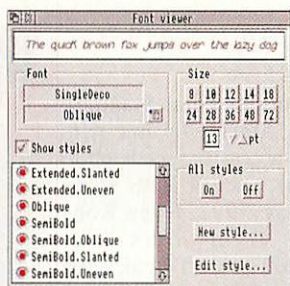 Font viewer
The quick brown fox jumps over the lazy dog
Font
SingleDeco
Oblique
Size
8 10 12 14 18
24 28 36 48 72
13 pt
Show styles
All styles
On Off
Extended.Slanted
Extended.Uneven
Oblique
SemiBold
SemiBold.Oblique
SemiBold.Slanted
SemiBold.Uneven
New style...
Edit style...